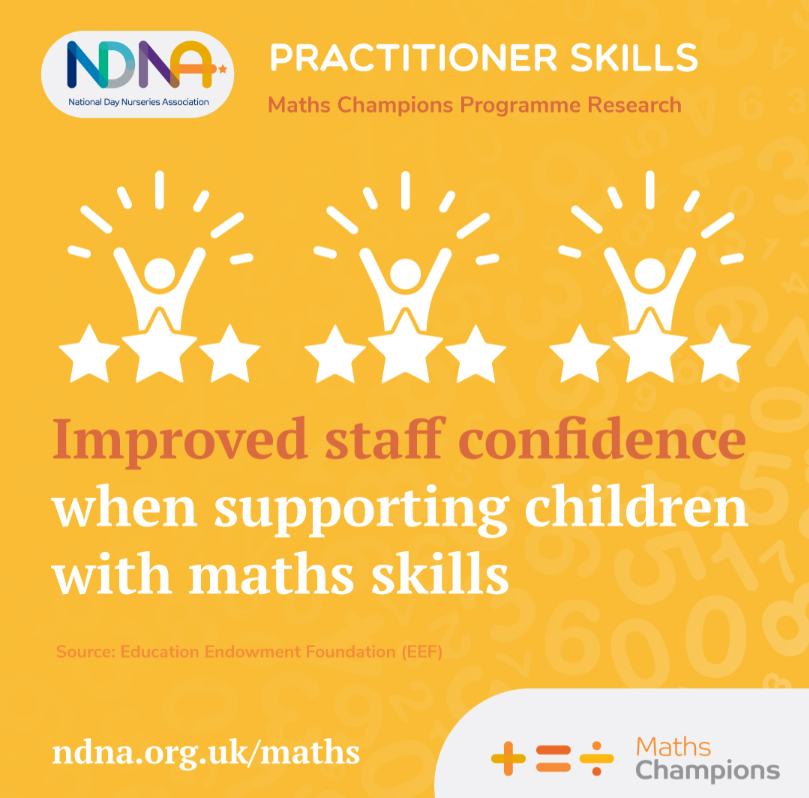 NDNA
National Day Nurseries Association
PRACTITIONER SKILLS
Maths Champions Programme Research
Improved staff confidence
when supporting children
with maths skills
Source: Education Endowment Foundation (EEF)
ndna.org.uk/maths
+ = ÷
Maths
Champions